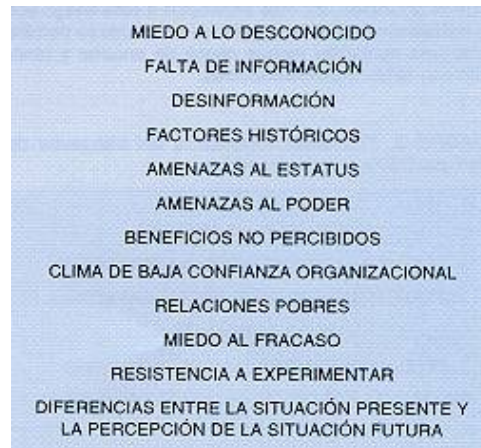 MIEDO A LO DESCONOCIDO
FALTA DE INFORMACIÓN
DESINFORMACIÓN
FACTORES HISTÓRICOS
AMENAZAS AL ESTATUS
AMENAZAS AL PODER
BENEFICIOS NO PERCIBIDOS
CLIMA DE BAJA CONFIANZA ORGANIZACIONAL
RELACIONES POBRES
MIEDO AL FRACASO
RESISTENCIA A EXPERIMENTAR
DIFERENCIAS ENTRE LA SITUACIÓN PRESENTE Y
LA PERCEPCIÓN DE LA SITUACIÓN FUTURA